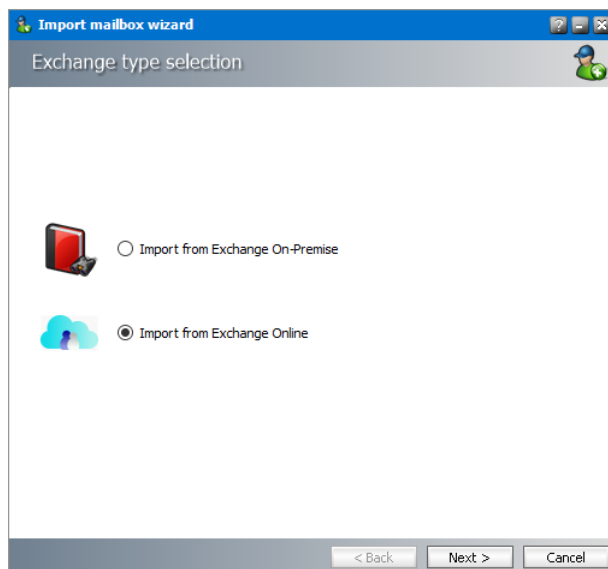 Import mailbox wizard
Exchange type selection
Import from Exchange On-Premise
Import from Exchange Online
< Back Next > Cancel